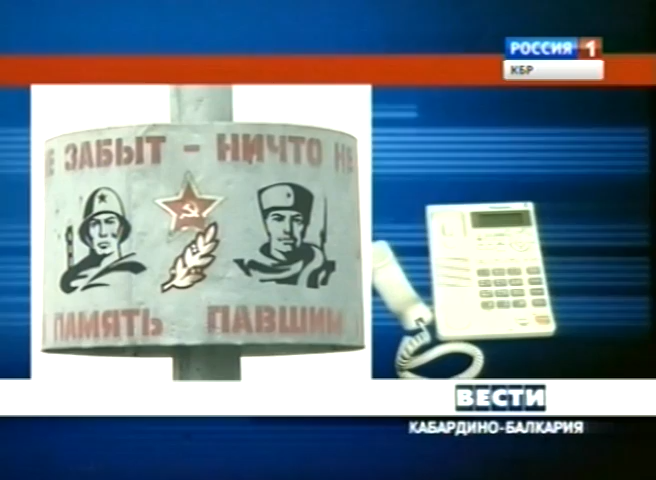 РОССИЯ 1
КБР
Е ЗАБЫТ - НИЧТО НЕ
ПАМЯТЬ ПАВШИМ
ВЕСТИ
КАБАРДИНО-БАЛКАРИЯ